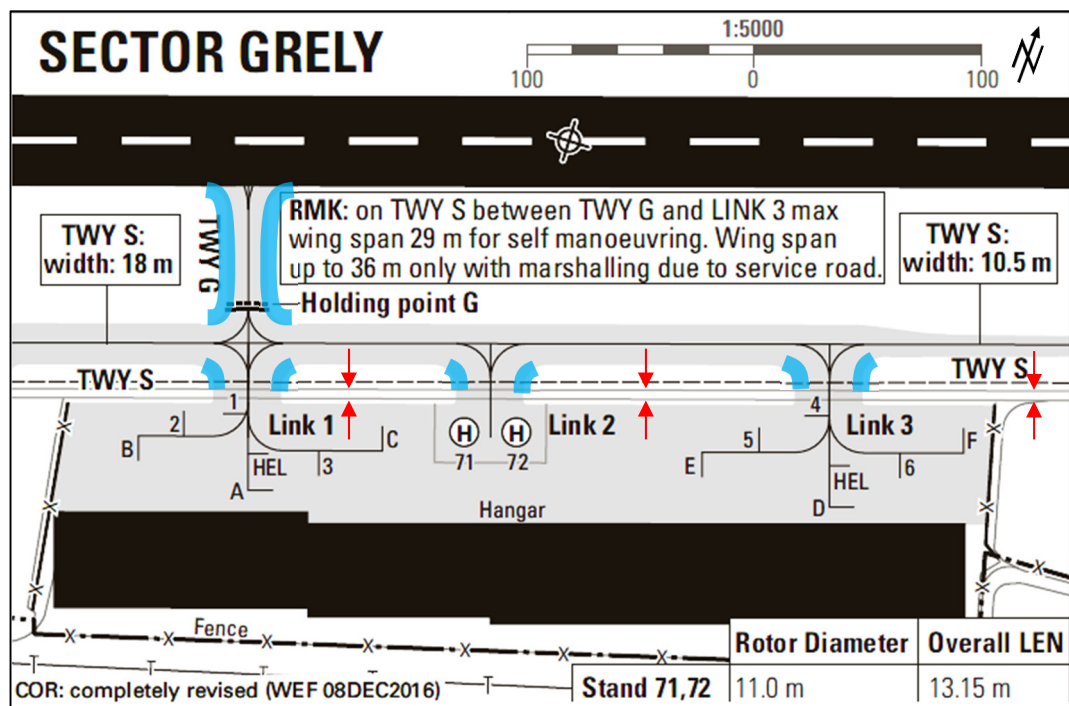 SECTOR GRELY
1:5000
100 0 100
RMK: on TWY S between TWY G and LINK 3 max
wing span 29 m for self manoeuvring. Wing span
up to 36 m only with marshalling due to service road.
TWY S:
width: 18 m
TWY G
TWY S:
width: 10.5 m
Holding point G
TWY S
TWY S
1
2
B
Link 1
C
HEL
3
A
H
H
71
72
Link 2
4
Link 3
5
E
F
HEL
6
D
Hangar
X
X
X
X
X
X
X
Fence
X
X
X
X
X
X
X
T
T
T
T
COR: completely revised (WEF 08DEC2016)
Rotor Diameter Overall LEN
Stand 71,72 11.0 m 13.15 m